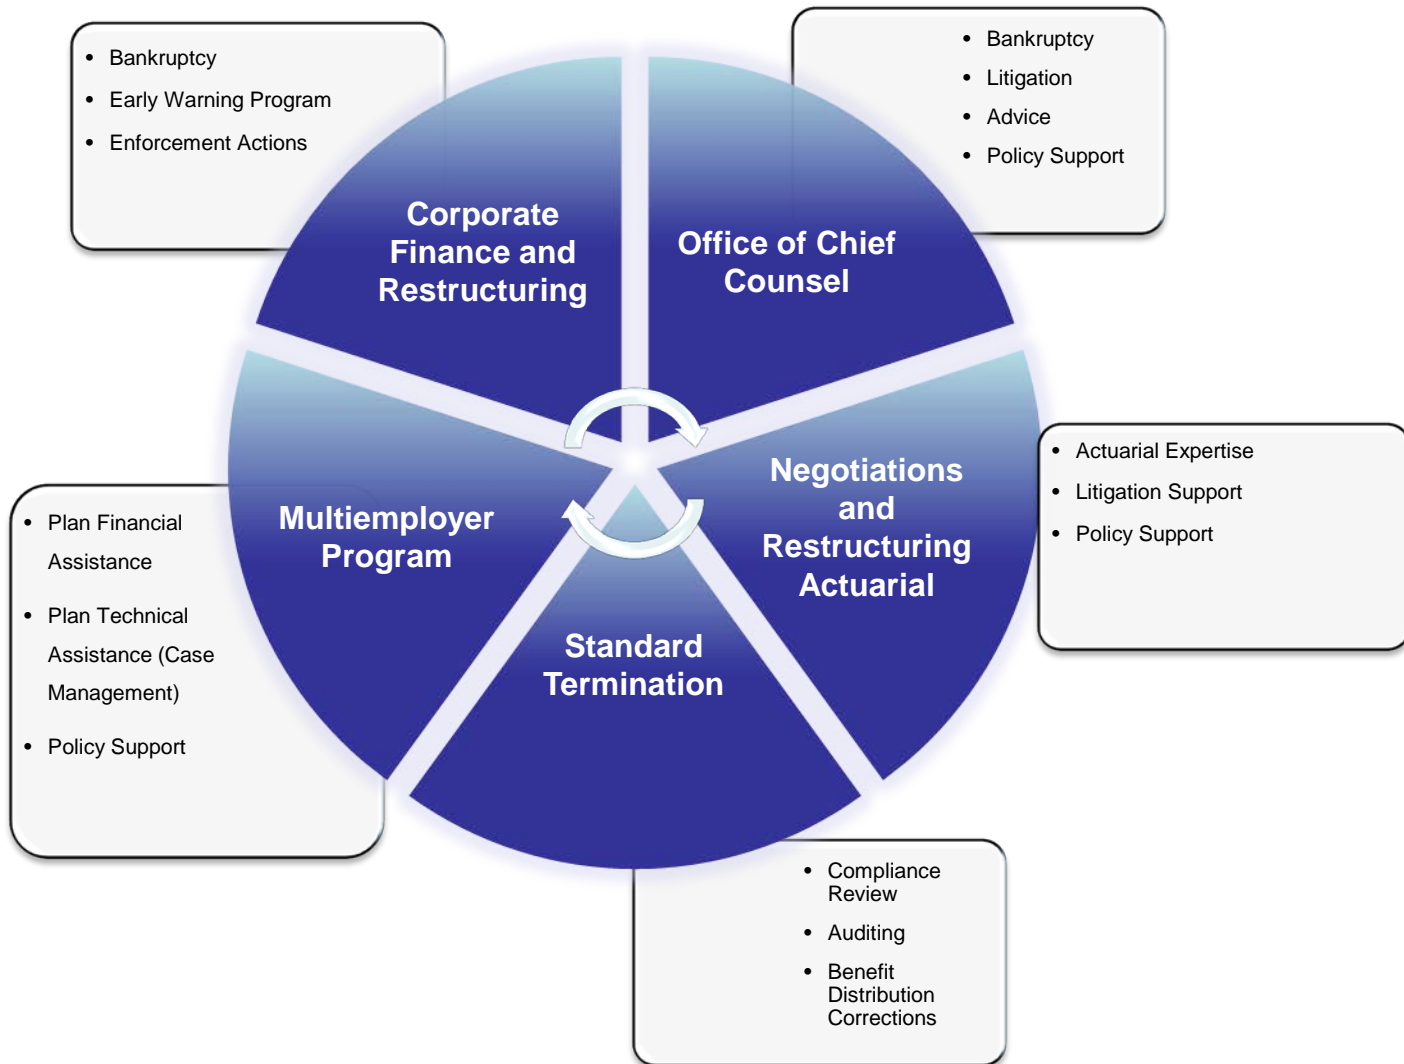 • Bankruptcy
• Early Warning Program
• Enforcement Actions
• Bankruptcy
• Litigation
• Advice
• Policy Support
Corporate
Finance and
Restructuring
Office of Chief
Counsel
Negotiations
and
Restructuring
Actuarial
• Actuarial Expertise
• Litigation Support
• Policy Support
Multiemployer
Program
• Plan Financial
Assistance
• Plan Technical
Assistance (Case
Management)
• Policy Support
Standard
Termination
• Compliance
Review
• Auditing
• Benefit
Distribution
Corrections